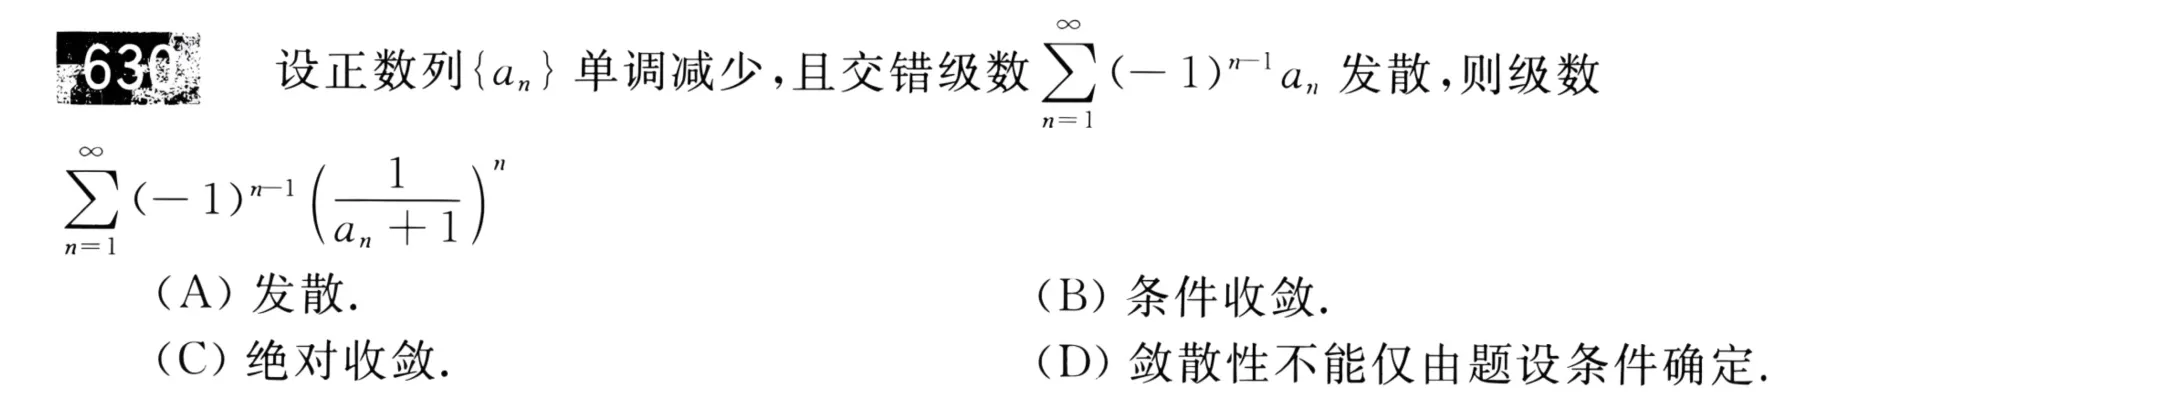 630 设正数列{aₙ}单调减少,且交错级数 $\sum_{n=1}^{\infty}(-1)^{n-1}a_n$ 发散,则级数
$\sum_{n=1}^{\infty}(-1)^{n-1}\left(\frac{1}{a_n+1}\right)^n$
(A) 发散. (B) 条件收敛.
(C) 绝对收敛. (D) 敛散性不能仅由题设条件确定.